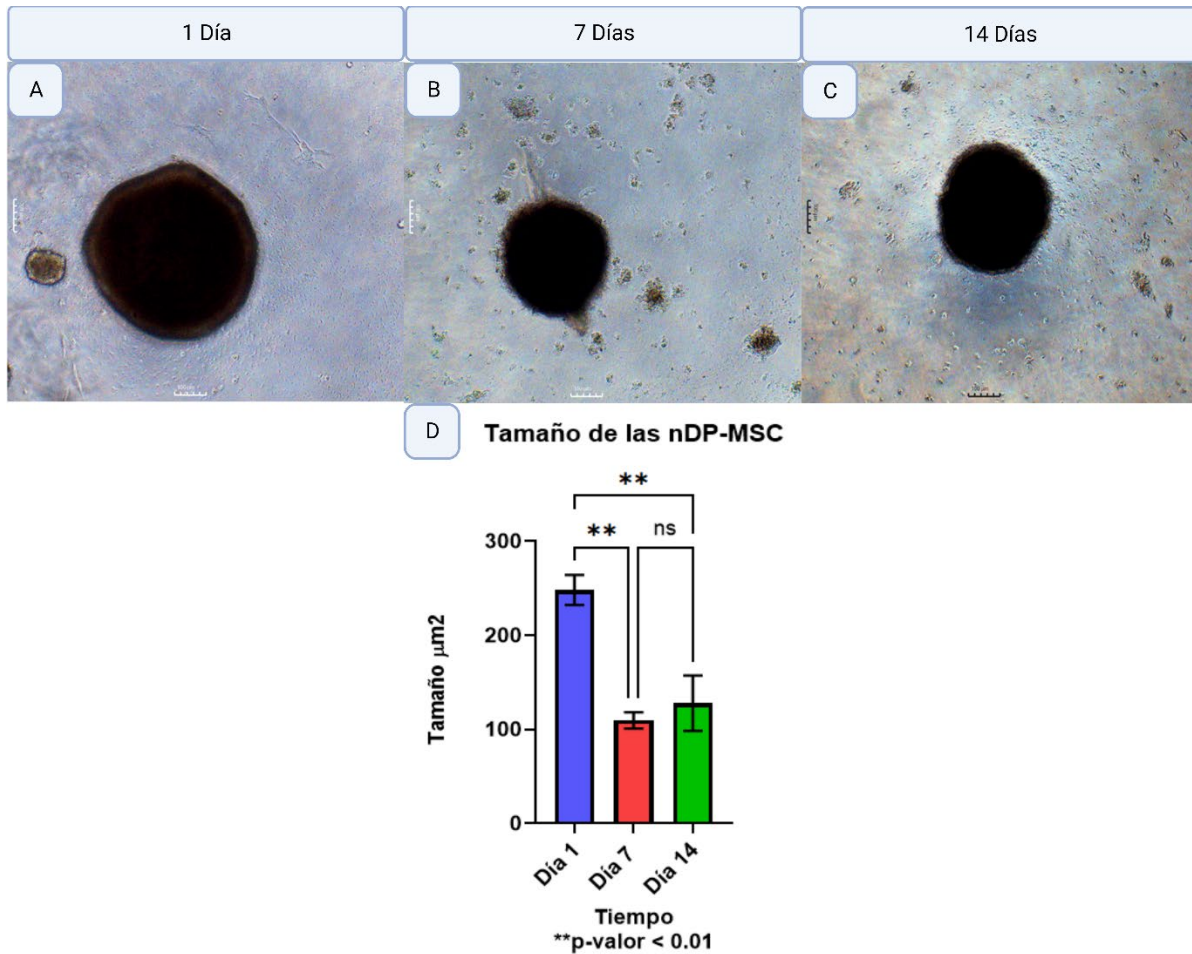 1 Día
7 Días
14 Días
A
B
C
D
Tamaño de las nDP-MSC
**
**
ns
300
200
100
0
Tamaño µm2
Día 1
Día 7
Día 14
Tiempo
**p-valor < 0.01